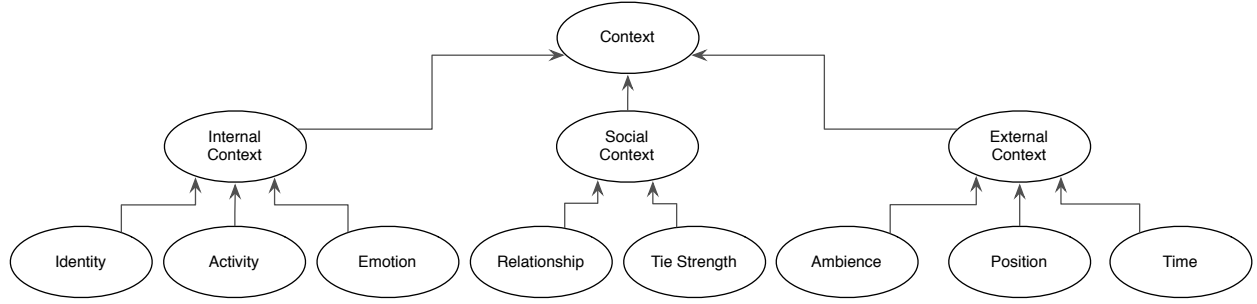 Context
Internal
Context
Social
Context
External
Context
Identity
Activity
Emotion
Relationship
Tie Strength
Ambience
Position
Time